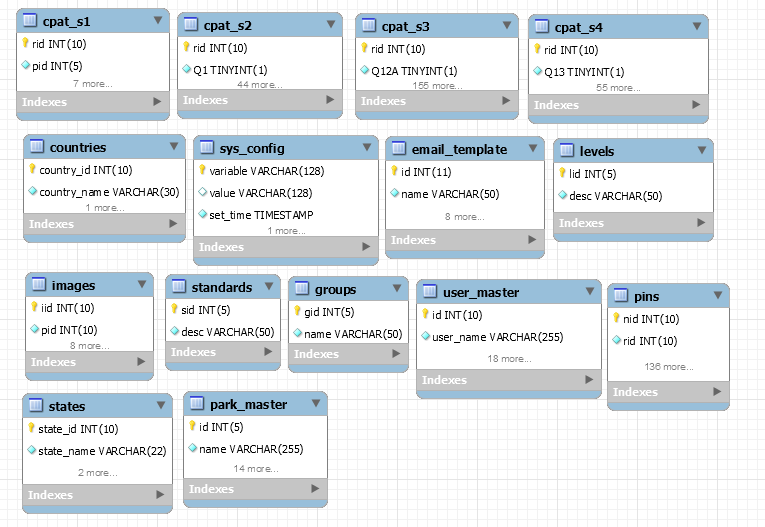 cpat_s1
rid INT(10)
pid INT(5)
7 more...
Indexes
cpat_s2
rid INT(10)
Q1 TINYINT(1)
44 more...
Indexes
cpat_s3
rid INT(10)
Q12A TINYINT(1)
155 more...
Indexes
cpat_s4
rid INT(10)
Q13 TINYINT(1)
55 more...
Indexes
countries
country_id INT(10)
country_name VARCHAR(30)
1 more...
Indexes
sys_config
variable VARCHAR(128)
value VARCHAR(128)
set_time TIMESTAMP
1 more...
Indexes
email_template
id INT(11)
name VARCHAR(50)
8 more...
Indexes
levels
lid INT(5)
desc VARCHAR(50)
Indexes
images
iid INT(10)
pid INT(10)
8 more...
Indexes
standards
sid INT(5)
desc VARCHAR(50)
Indexes
groups
gid INT(5)
name VARCHAR(50)
Indexes
user_master
id INT(10)
user_name VARCHAR(255)
18 more...
Indexes
pins
nid INT(10)
rid INT(10)
136 more...
Indexes
states
state_id INT(10)
state_name VARCHAR(22)
2 more...
Indexes
park_master
id INT(5)
name VARCHAR(255)
14 more...
Indexes